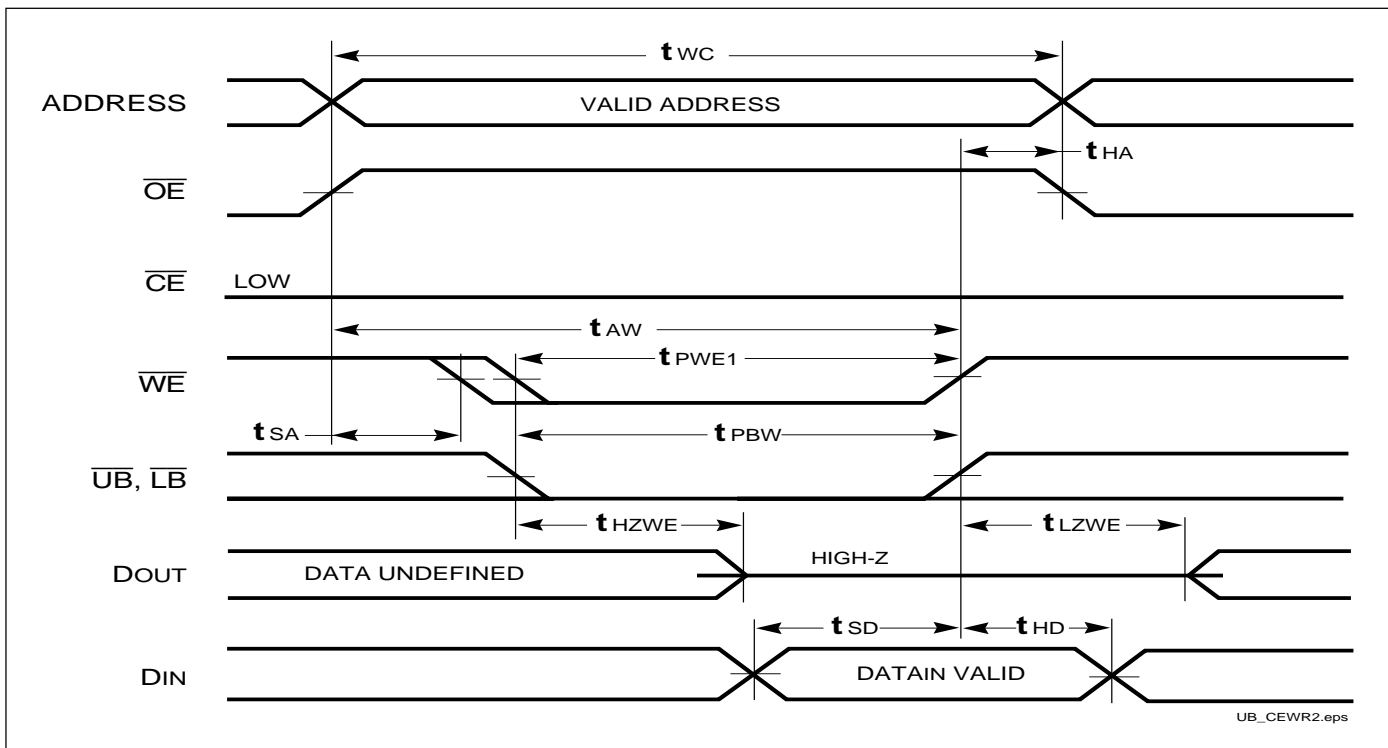 t WC
ADDRESS
VALID ADDRESS
t HA
OE
CE
LOW
t AW
WE
t PWE1
t SA
t PBW
UB, LB
t HZWE
t LZWE
DOUT
DATA UNDEFINED
HIGH-Z
t SD
t HD
DIN
DATAIN VALID
UB_CEWR2.eps